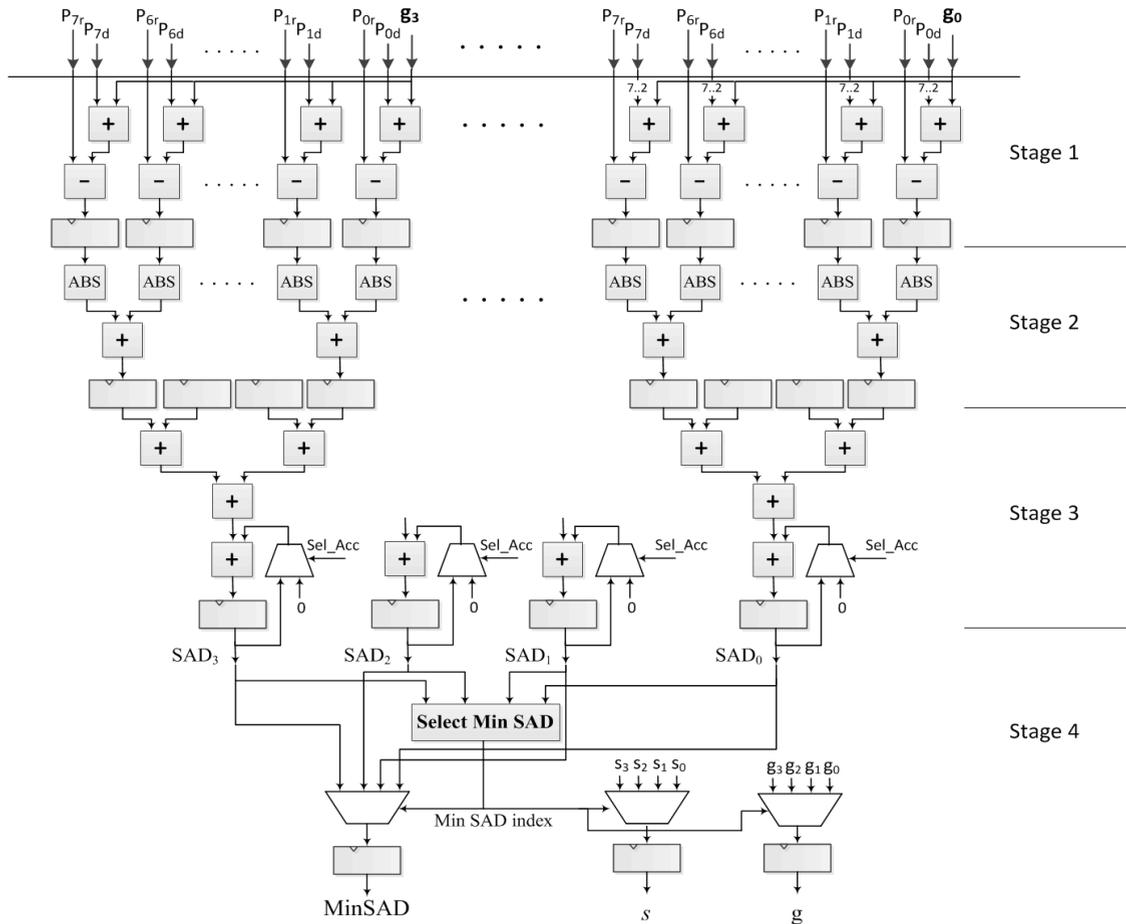 P7r P7d P6r P6d ..... P1r P1d P0r P0d g3 ..... P7r P7d P6r P6d ..... P1r P1d P0r P0d g0
7..2 7..2 7..2 7..2
+ + + + ..... + + + +
Stage 1
- - ..... - - - - ..... - -
ABS ABS ..... ABS ABS ..... ABS ABS ..... ABS ABS
Stage 2
+ + + +
+ + + +
+ +
Stage 3
+ Sel_Acc + Sel_Acc + Sel_Acc + Sel_Acc
0 0 0 0
SAD3 SAD2 SAD1 SAD0
Select Min SAD
Stage 4
s3 s2 s1 s0 g3 g2 g1 g0
Min SAD index
MinSAD s g